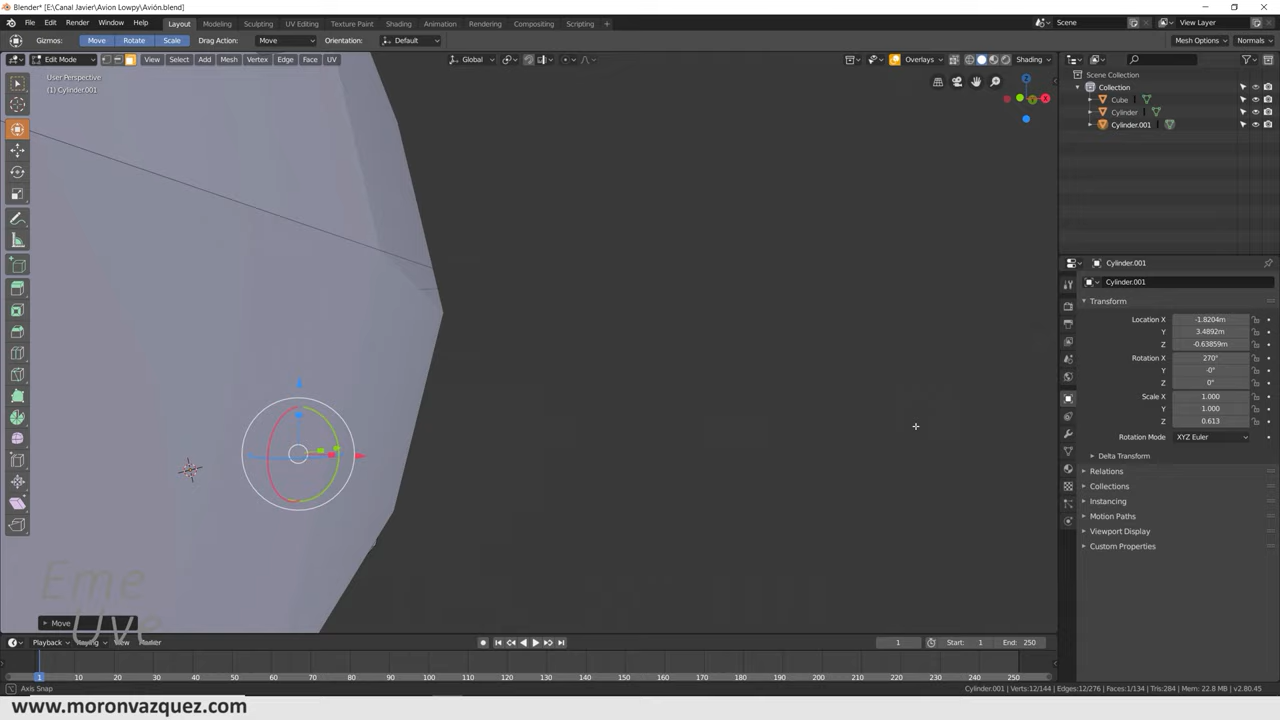 Blender* [E:\Canal Javier\Avion Lowpy\Avión.blend]
File Edit Render Window Help Layout Modeling Sculpting UV Editing Texture Paint Shading Animation Rendering Compositing Scripting + Scene View Layer
Gizmos: Move Rotate Scale Drag Action: Move Orientation: Default Mesh Options Normals
Edit Mode View Select Add Mesh Vertex Edge Face UV Global Overlays Shading
User Perspective
(1) Cylinder.001
Z
X
Scene Collection
Collection
Cube
Cylinder
Cylinder.001
Cylinder.001
Cylinder.001
Transform
Location X -1.8204m
Y 3.4892m
Z -0.63859m
Rotation X 270°
Y -0°
Z 0°
Scale X 1.000
Y 1.000
Z 0.613
Rotation Mode XYZ Euler
Delta Transform
Relations
Collections
Instancing
Motion Paths
Viewport Display
Custom Properties
Eme
Uve
Move
Playback Keying View Marker 1 Start: 1 End: 250
1 10 20 30 40 50 60 70 80 90 100 110 120 130 140 150 160 170 180 190 200 210 220 230 240 250
Axis Snap Cylinder.001 | Verts:12/144 | Edges:12/276 | Faces:1/134 | Tris:284 | Mem: 22.8 MB | v2.80.45
www.moronvazquez.com